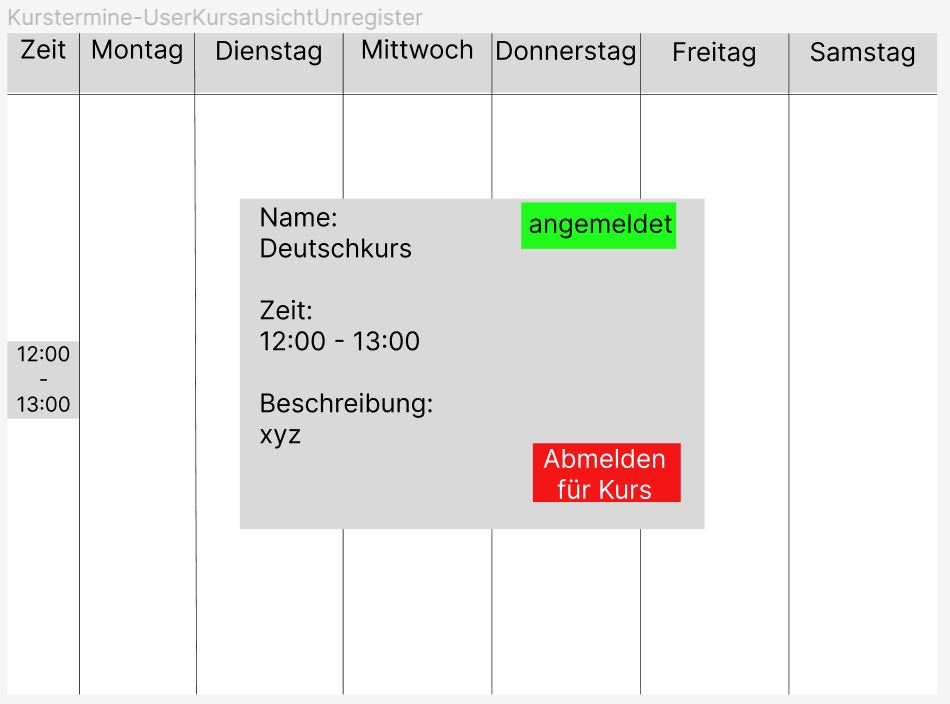 Kurstermine-UserKursansichtUnregister
Zeit Montag Dienstag Mittwoch Donnerstag Freitag Samstag
Name:
Deutschkurs
angemeldet
Zeit:
12:00 - 13:00
12:00
-
13:00
Beschreibung:
xyz
Abmelden
für Kurs